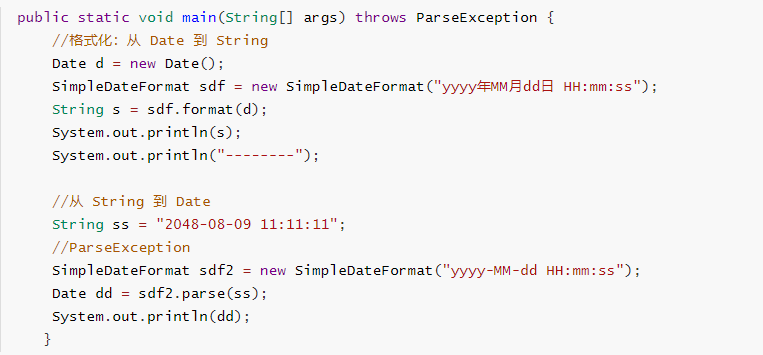 public static void main(String[] args) throws ParseException {
//格式化：从 Date 到 String
Date d = new Date();
SimpleDateFormat sdf = new SimpleDateFormat("yyyy年MM月dd日 HH:mm:ss");
String s = sdf.format(d);
System.out.println(s);
System.out.println("--------");
//从 String 到 Date
String ss = "2048-08-09 11:11:11";
//ParseException
SimpleDateFormat sdf2 = new SimpleDateFormat("yyyy-MM-dd HH:mm:ss");
Date dd = sdf2.parse(ss);
System.out.println(dd);
}